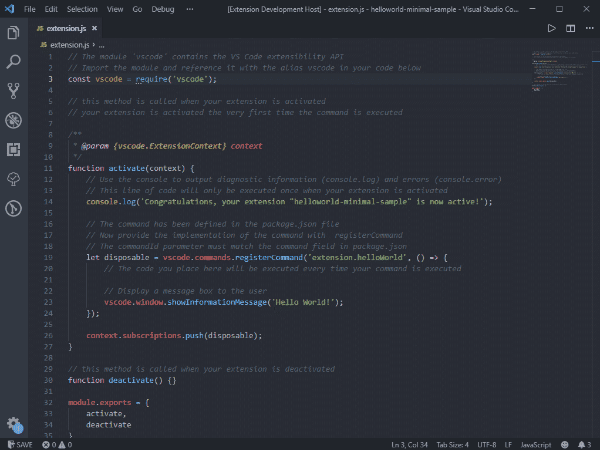 File Edit Selection View Go Debug ··· [Extension Development Host] - extension.js - helloworld-minimal-sample - Visual Studio Co...
JS extension.js ×
JS extension.js > ...
1 // The module 'vscode' contains the VS Code extensibility API
2 // Import the module and reference it with the alias vscode in your code below
3 const vscode = require('vscode');
4
5 // this method is called when your extension is activated
6 // your extension is activated the very first time the command is executed
7
8 /**
9 * @param {vscode.ExtensionContext} context
10 */
11 function activate(context) {
12 // Use the console to output diagnostic information (console.log) and errors (console.error)
13 // This line of code will only be executed once when your extension is activated
14 console.log('Congratulations, your extension "helloworld-minimal-sample" is now active!');
15
16 // The command has been defined in the package.json file
17 // Now provide the implementation of the command with  registerCommand
18 // The commandId parameter must match the command field in package.json
19 let disposable = vscode.commands.registerCommand('extension.helloWorld', () => {
20 // The code you place here will be executed every time your command is executed
21
22 // Display a message box to the user
23 vscode.window.showInformationMessage('Hello World!');
24 });
25
26 context.subscriptions.push(disposable);
27 }
28
29 // this method is called when your extension is deactivated
30 function deactivate() {}
31
32 module.exports = {
33 activate,
34 deactivate
35 }
SAVE 0 0 Ln 3, Col 34 Tab Size: 4 UTF-8 LF JavaScript 3